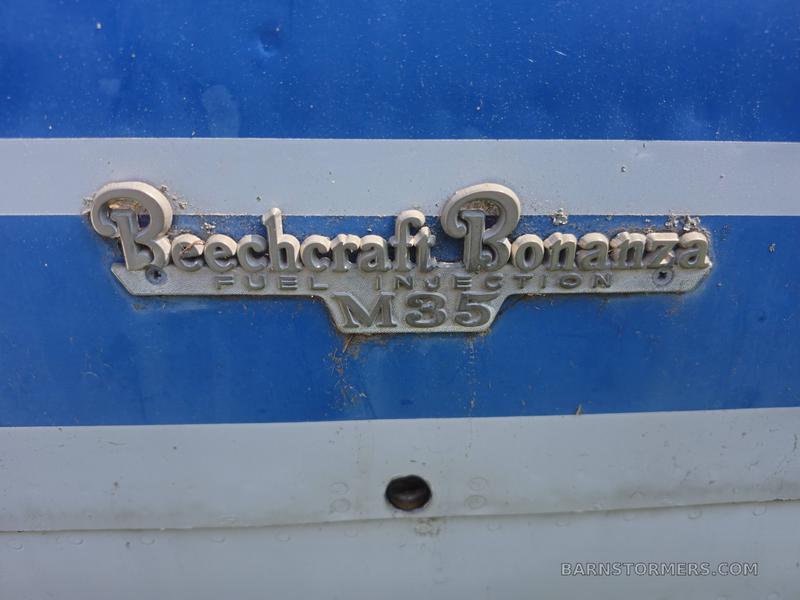 Beechcraft Bonanza
FUEL INJECTION
M35
BARNSTORMERS.COM